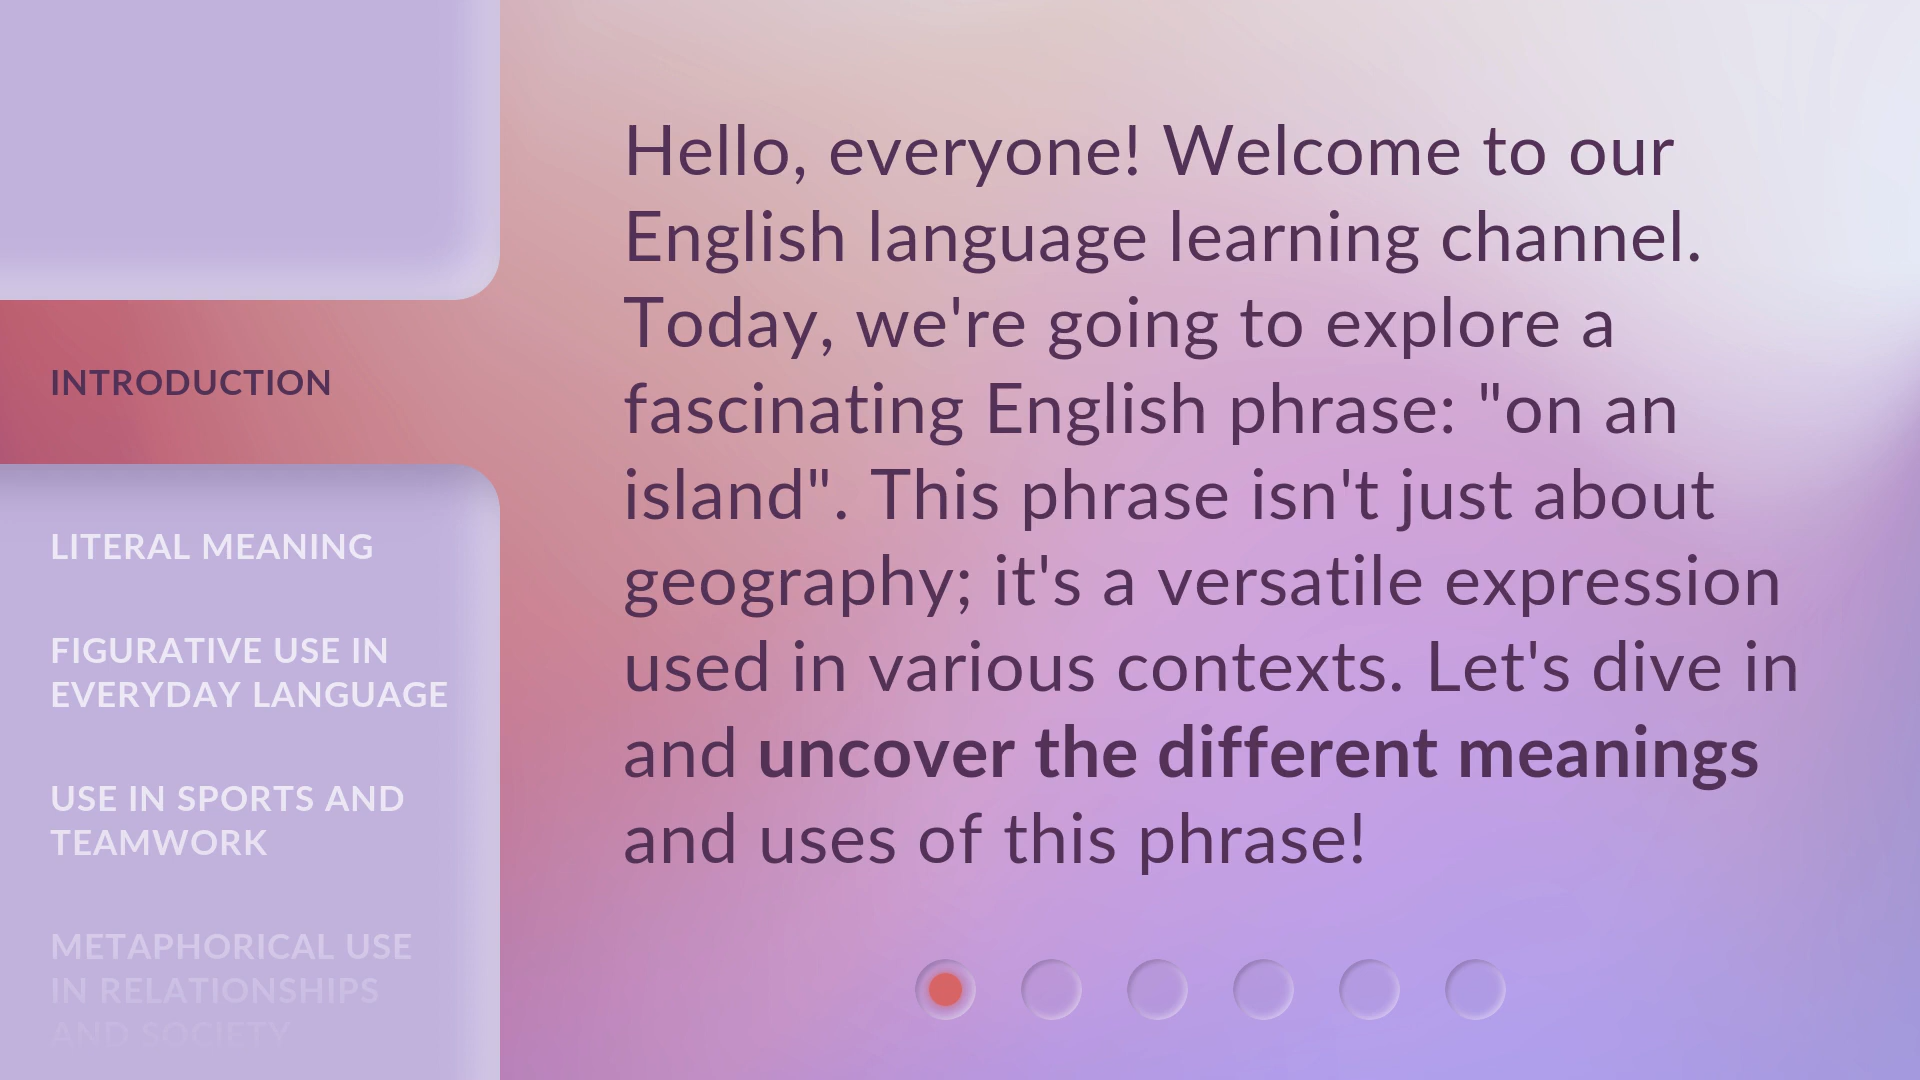 INTRODUCTION
LITERAL MEANING
FIGURATIVE USE IN
EVERYDAY LANGUAGE
USE IN SPORTS AND
TEAMWORK
METAPHORICAL USE
IN RELATIONSHIPS
AND SOCIETY
Hello, everyone! Welcome to our
English language learning channel.
Today, we're going to explore a
fascinating English phrase: "on an
island". This phrase isn't just about
geography; it's a versatile expression
used in various contexts. Let's dive in
and uncover the different meanings
and uses of this phrase!